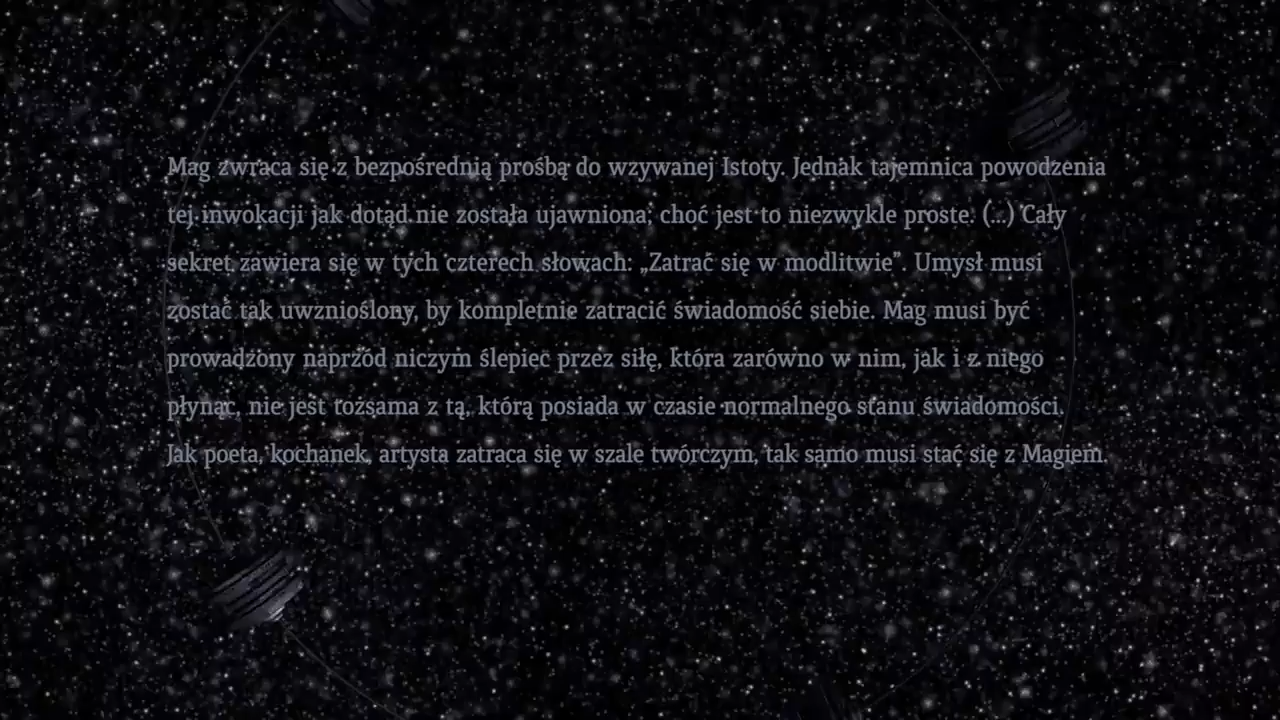 Mag zwraca się z bezpośrednią prośbą do wzywanej Istoty. Jednak tajemnica powodzenia
tej inwokacji jak dotąd nie została ujawniona; choć jest to niezwykle proste. (...) Cały
sekret zawiera się w tych czterech słowach: „Zatrać się w modlitwie”. Umysł musi
zostać tak uwznioślony, by kompletnie zatracić świadomość siebie. Mag musi być
prowadzony naprzód niczym ślepiec przez siłę, która zarówno w nim, jak i z niego
płynąc, nie jest tożsama z tą, którą posiada w czasie normalnego stanu świadomości.
Jak poeta, kochanek, artysta zatraca się w szale twórczym, tak samo musi stać się z Magiem.